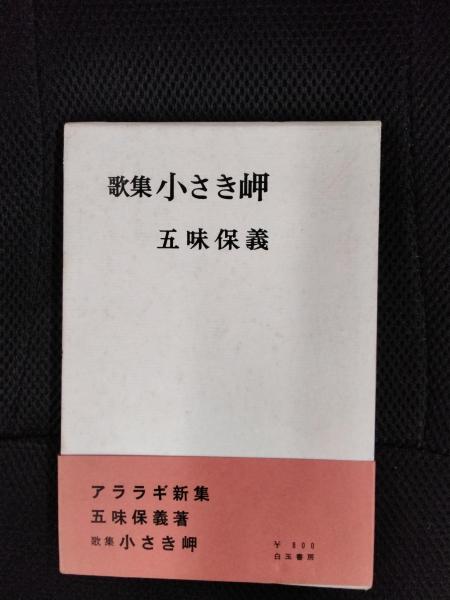 歌集 小さき岬
五味保義
アララギ新集
五味保義著
歌集 小さき岬
¥ 800
白玉書房